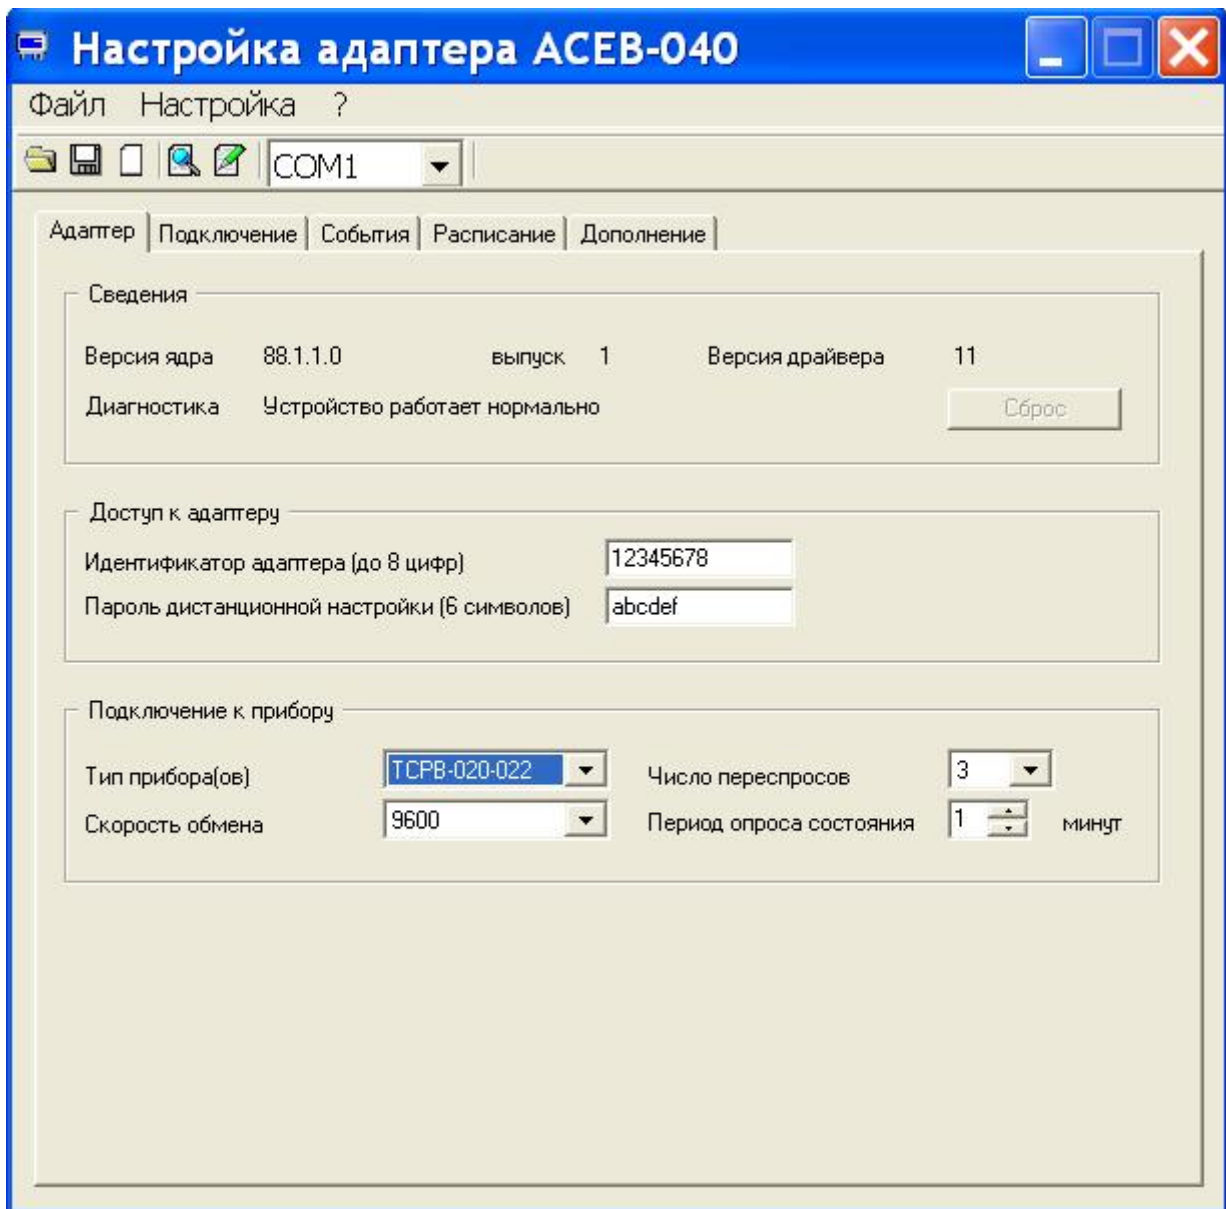 Настройка адаптера АСЕВ-040
Файл Настройка ?
COM1
Адаптер Подключение События Расписание Дополнение
Сведения
Версия ядра 88.1.1.0 выпуск 1 Версия драйвера 11
Диагностика Устройство работает нормально Сброс
Доступ к адаптеру
Идентификатор адаптера (до 8 цифр) 12345678
Пароль дистанционной настройки (6 символов) abcdef
Подключение к прибору
Тип прибора(ов) ТСРВ-020-022 Число переспросов 3
Скорость обмена 9600 Период опроса состояния 1 минут